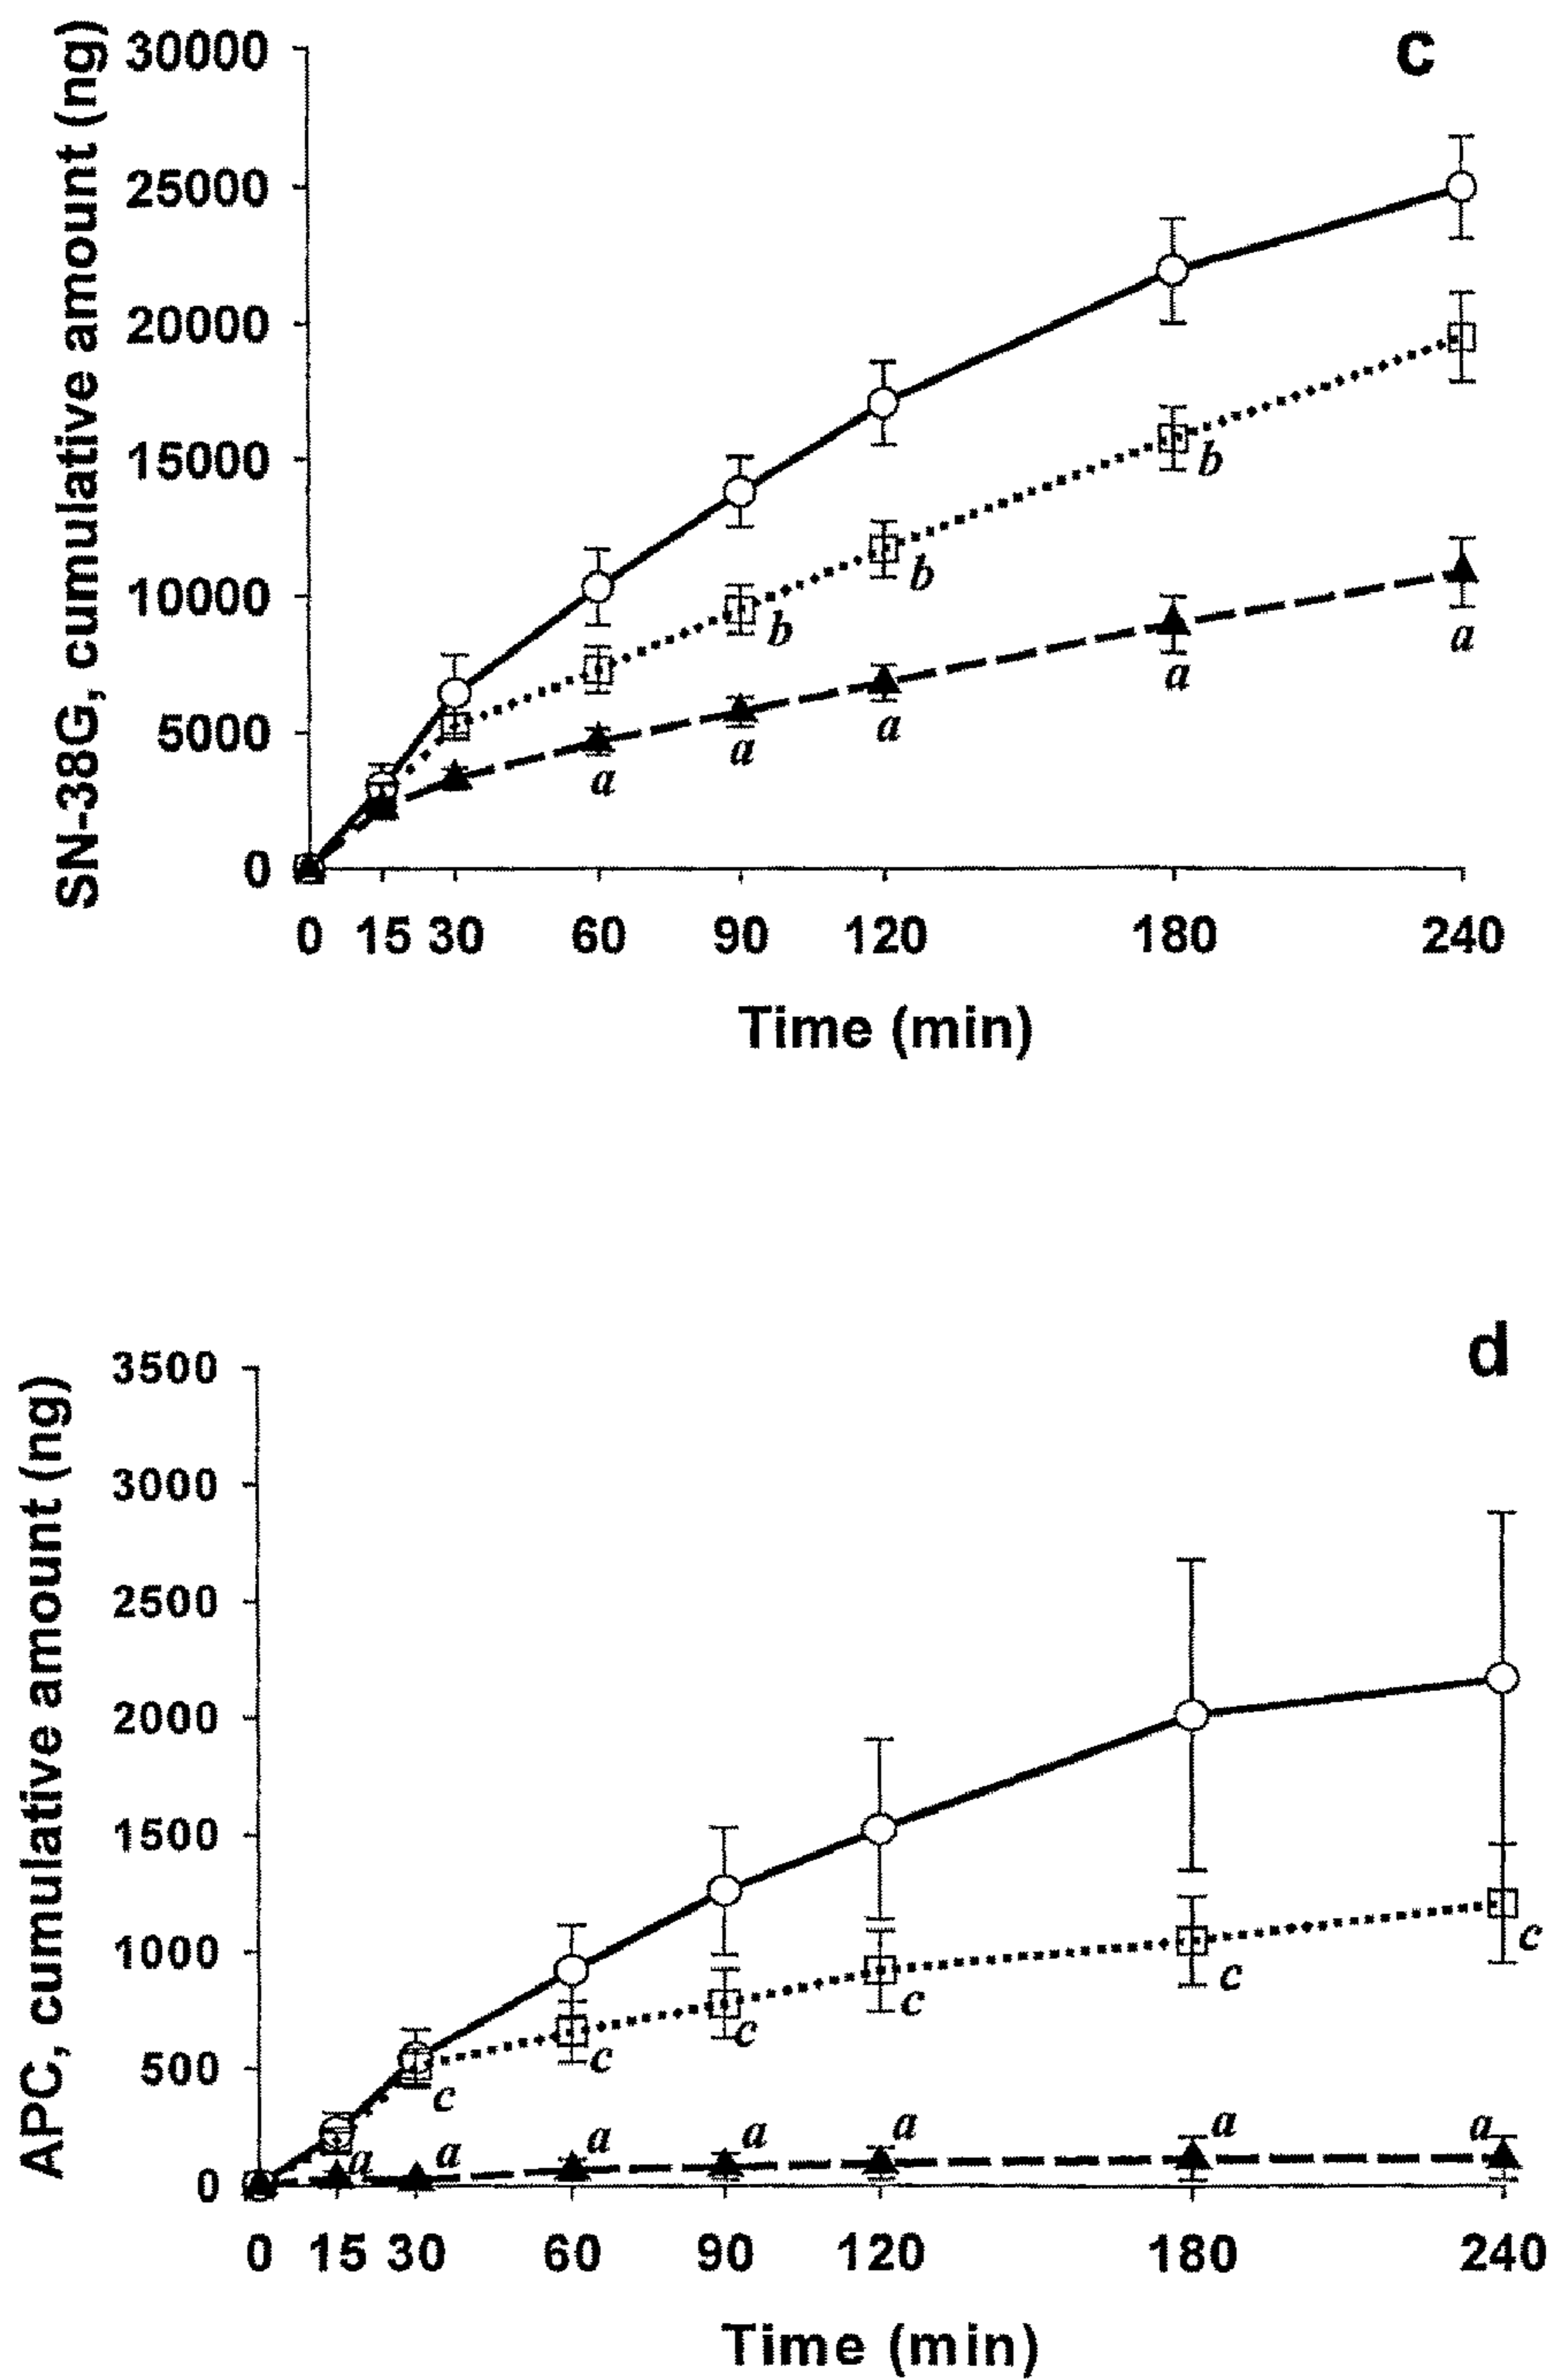 c
SN-38G, cumulative amount (ng)
30000
25000
20000
15000
10000
5000
0
b
b
b
a
a
a
a
a
0 15 30 60 90 120 180 240
Time (min)
d
APC, cumulative amount (ng)
3500
3000
2500
2000
1500
1000
500
0
c
c
c
c
c
c
a
a
a
a
a
a
a
0 15 30 60 90 120 180 240
Time (min)